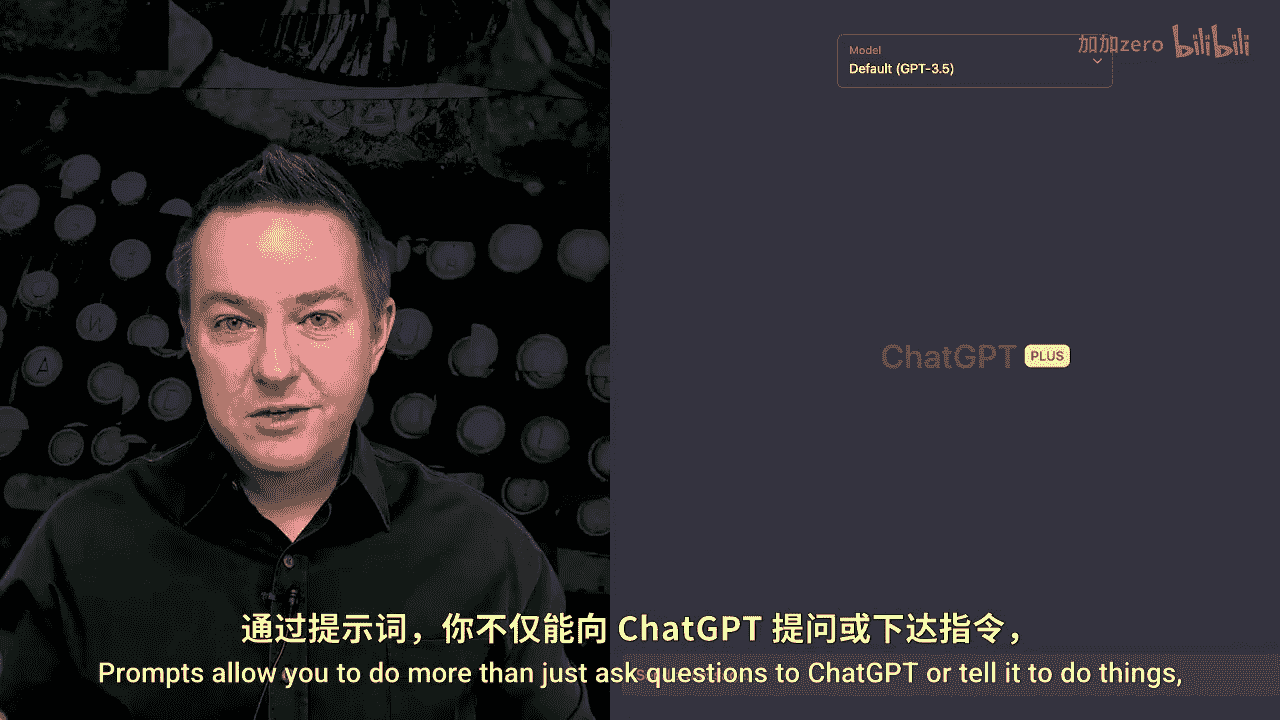 加加zero bilibili
Model
Default (GPT-3.5)
ChatGPT PLUS
通过提示词，你不仅能向 ChatGPT 提问或下达指令，
Prompts allow you to do more than just ask questions to ChatGPT or tell it to do things,